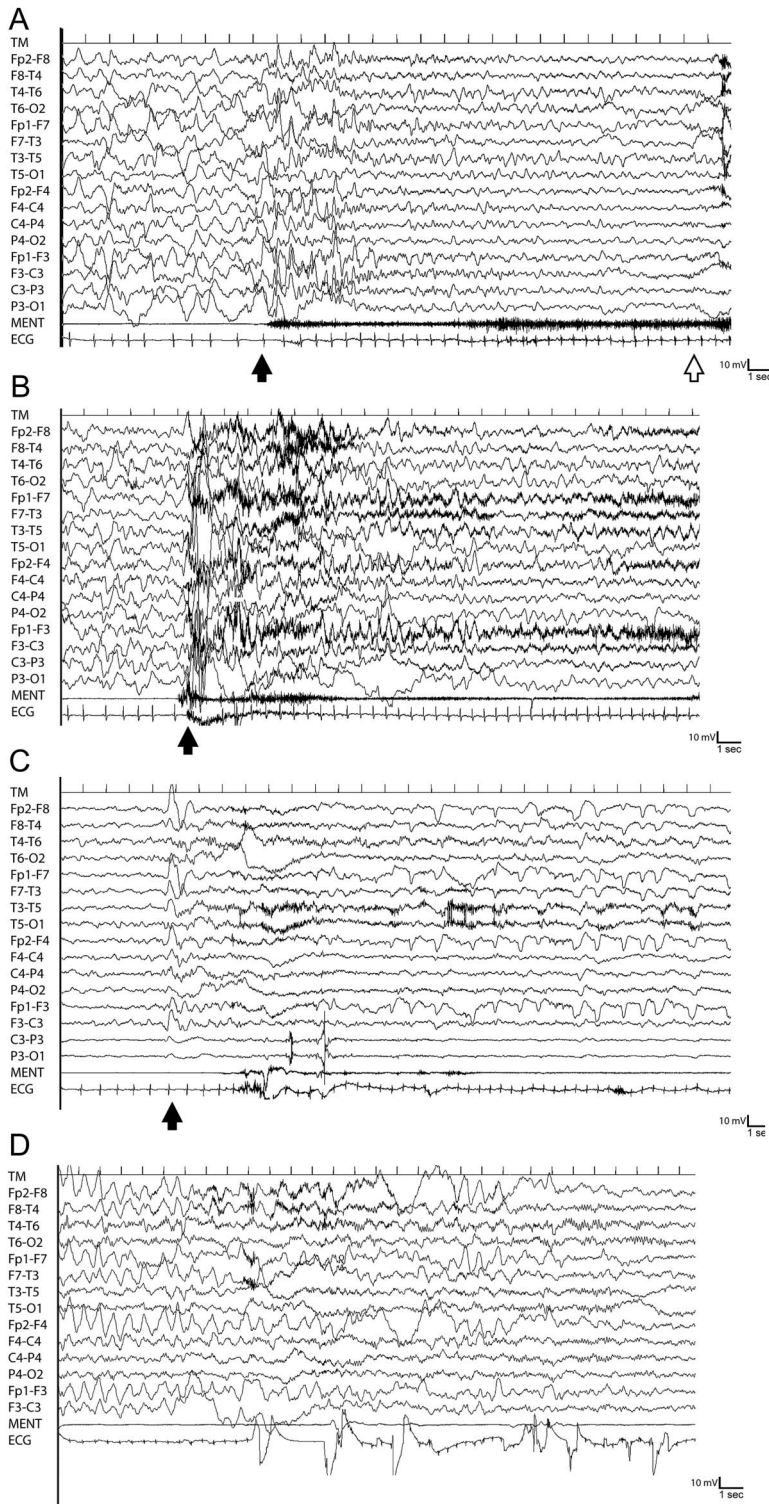 A
TM
Fp2-F8
F8-T4
T4-T6
T6-O2
Fp1-F7
F7-T3
T3-T5
T5-O1
Fp2-F4
F4-C4
C4-P4
P4-O2
Fp1-F3
F3-C3
C3-P3
P3-O1
MENT
ECG
10 mV
1 sec
B
TM
Fp2-F8
F8-T4
T4-T6
T6-O2
Fp1-F7
F7-T3
T3-T5
T5-O1
Fp2-F4
F4-C4
C4-P4
P4-O2
Fp1-F3
F3-C3
C3-P3
P3-O1
MENT
ECG
10 mV
1 sec
C
TM
Fp2-F8
F8-T4
T4-T6
T6-O2
Fp1-F7
F7-T3
T3-T5
T5-O1
Fp2-F4
F4-C4
C4-P4
P4-O2
Fp1-F3
F3-C3
C3-P3
P3-O1
MENT
ECG
10 mV
1 se
D
TM
Fp2-F8
F8-T4
T4-T6
T6-O2
Fp1-F7
F7-T3
T3-T5
T5-O1
Fp2-F4
F4-C4
C4-P4
P4-O2
Fp1-F3
F3-C3
MENT
ECG
10 mV
1 sec